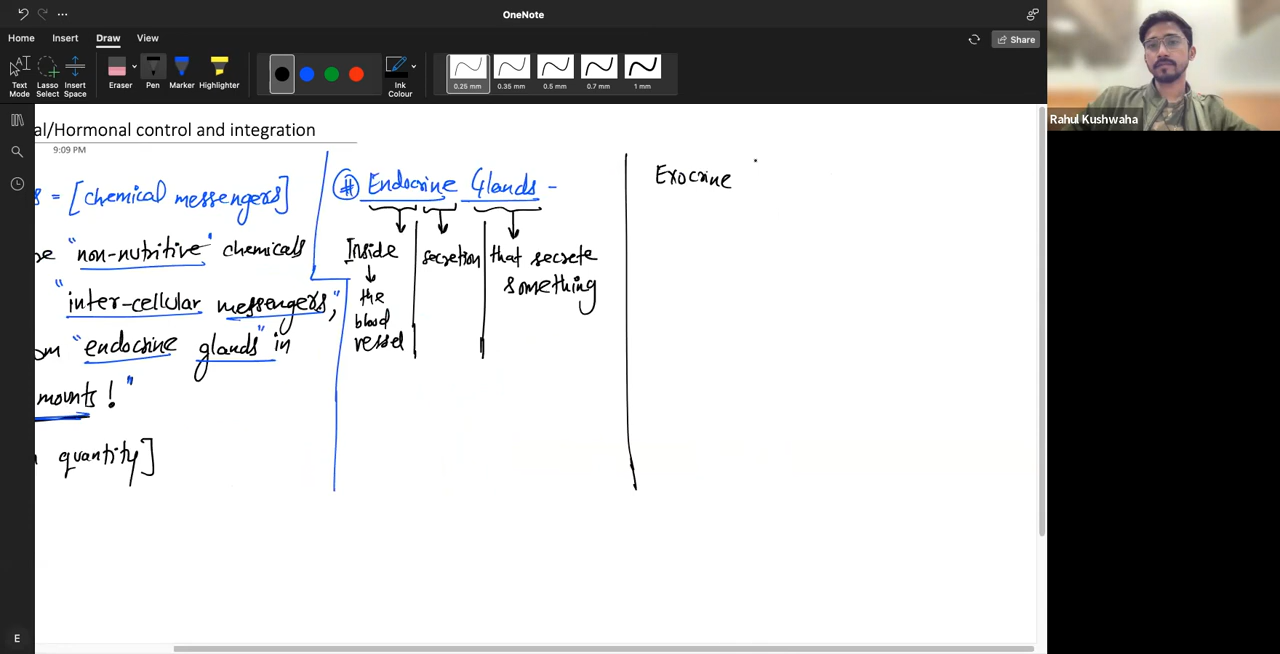 OneNote
Home Insert Draw View
Share
Text Mode
Lasso Select
Insert Space
Eraser
Pen
Marker
Highlighter
Ink Colour
0.25 mm
0.35 mm
0.5 mm
0.7 mm
1 mm
Rahul Kushwaha
al/Hormonal control and integration
9:09 PM
s = [chemical messengers]
"non-nutritive" chemicals
"inter-cellular messengers,"
om "endocrine glands" in
mounts! "
quantity]
# Endocrine Glands -
Inside
the
blood
vessel
secretion
that secrete
something
Exocrine
E